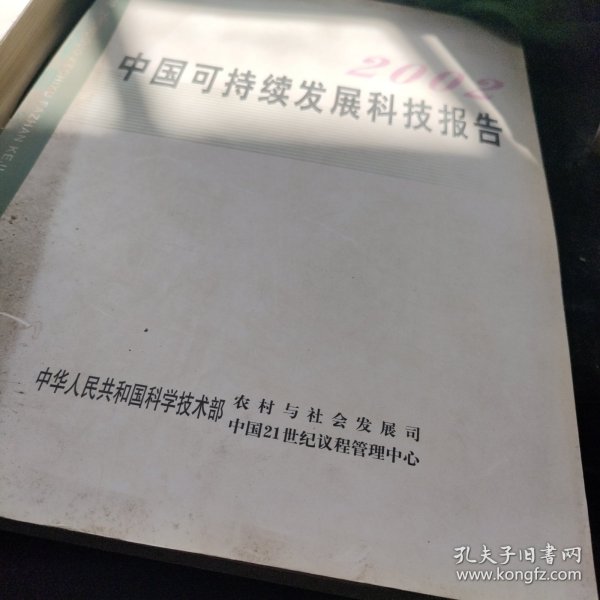 2002
中国可持续发展科技报告
中华人民共和国科学技术部
农村与社会发展司
中国21世纪议程管理中心
孔夫子旧书网
www.kongfz.com